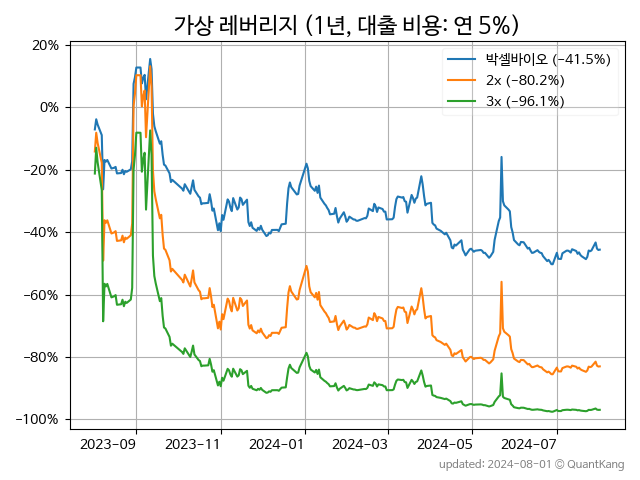 가상 레버리지 (1년, 대출 비용: 연 5%)
박셀바이오 (−41.5%)
2x (−80.2%)
3x (−96.1%)
20%
0%
−20%
−40%
−60%
−80%
−100%
2023-09 2023-11 2024-01 2024-03 2024-05 2024-07
updated: 2024-08-01 © QuantKang